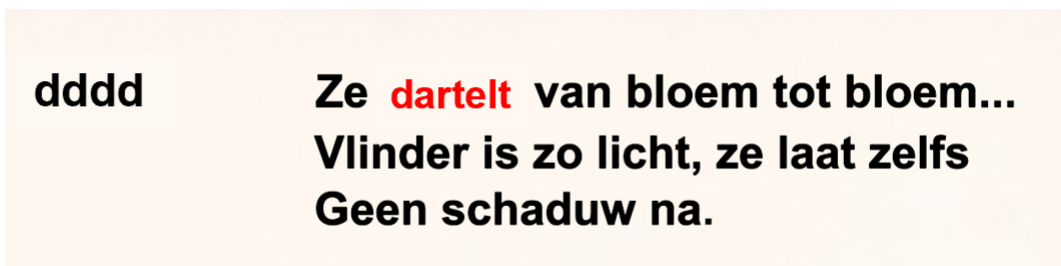 dddd Ze dartelt van bloem tot bloem...
Vlinder is zo licht, ze laat zelfs
Geen schaduw na.